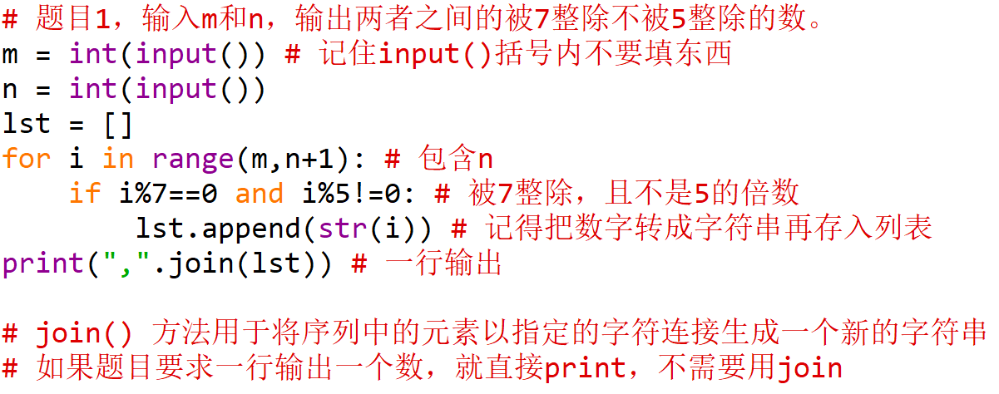 # 题目1，输入m和n，输出两者之间的被7整除不被5整除的数。
m = int(input()) # 记住input()括号内不要填东西
n = int(input())
lst = []
for i in range(m,n+1): # 包含n
    if i%7==0 and i%5!=0: # 被7整除，且不是5的倍数
        lst.append(str(i)) # 记得把数字转成字符串再存入列表
print(",".join(lst)) # 一行输出
# join() 方法用于将序列中的元素以指定的字符连接生成一个新的字符串
# 如果题目要求一行输出一个数，就直接print，不需要用join